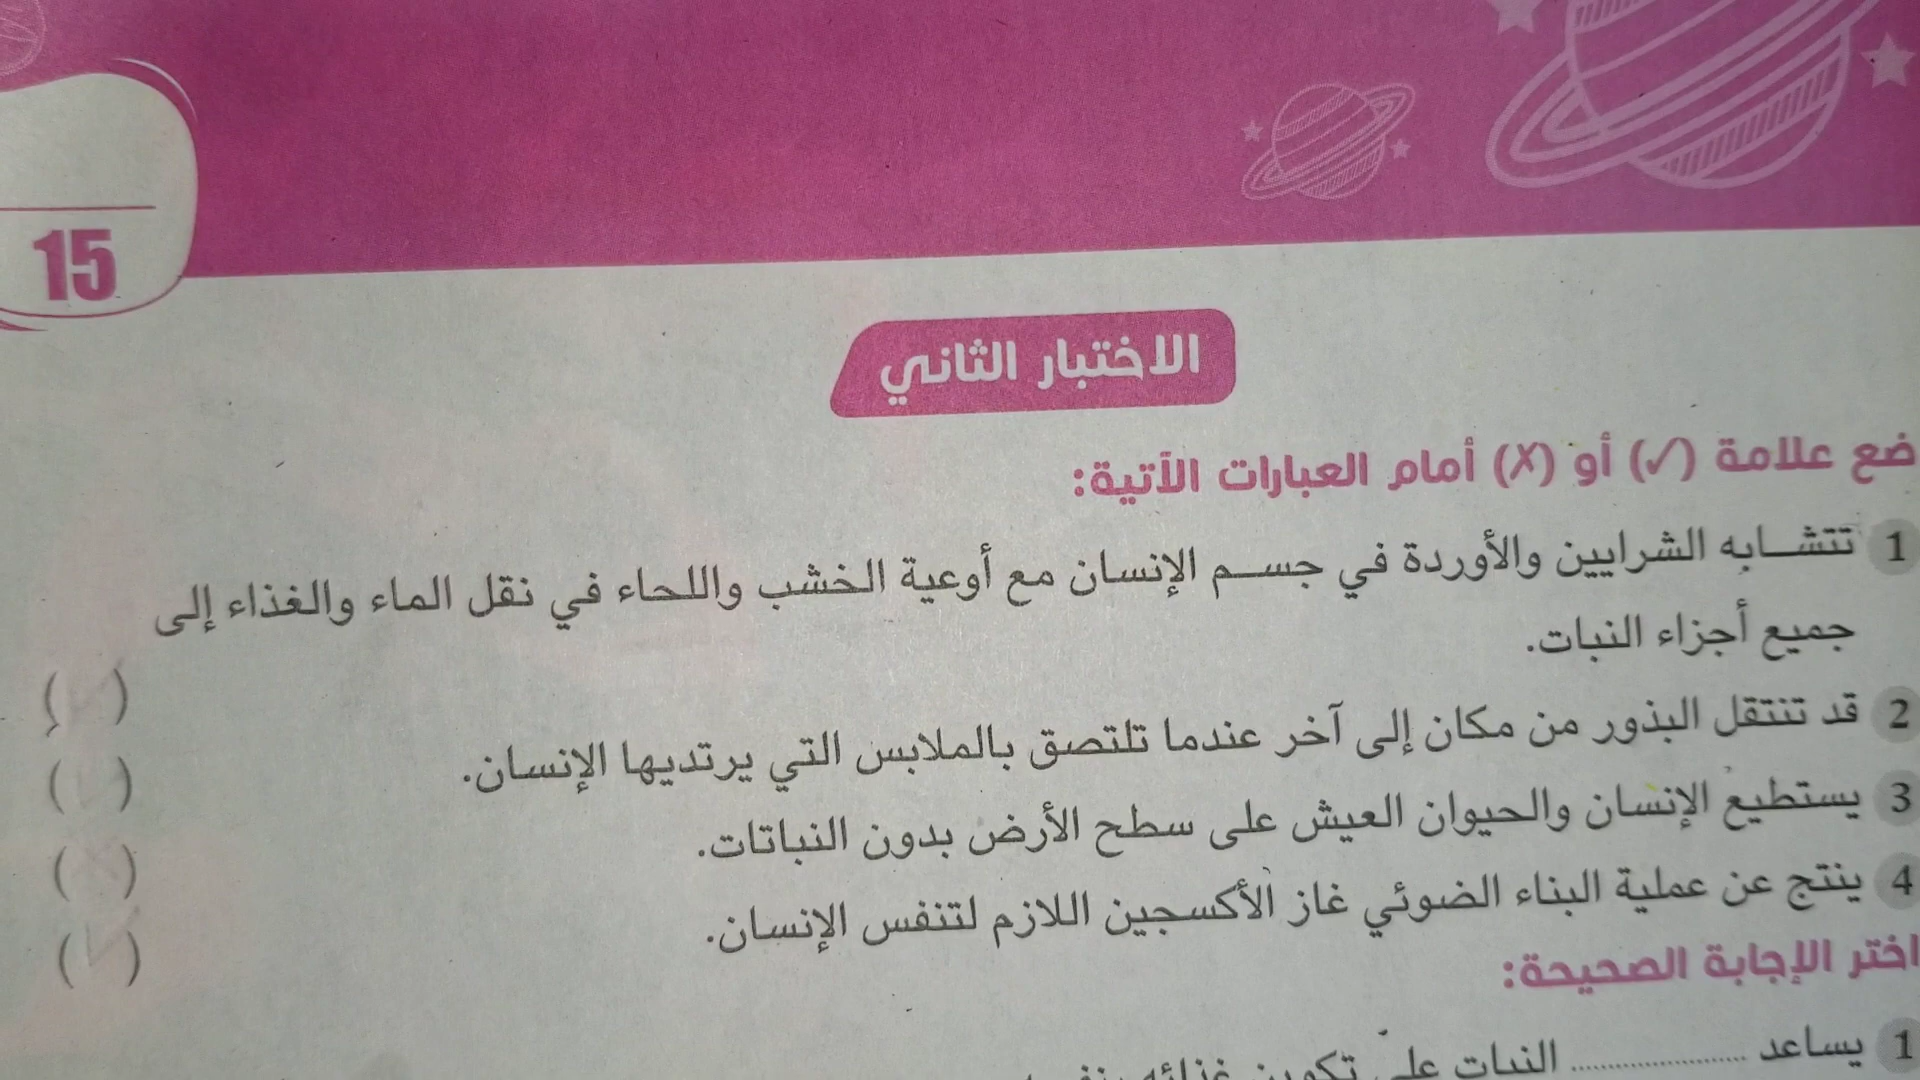 15
الاختبار الثاني
ضع علامة (✓) أو (X) أمام العبارات الآتية:
1 تتشابه الشرايين والأوردة في جسم الإنسان مع أوعية الخشب واللحاء في نقل الماء والغذاء إلى
جميع أجزاء النبات. (✓)
2 قد تنتقل البذور من مكان إلى آخر عندما تلتصق بالملابس التي يرتديها الإنسان. (✓)
3 يستطيع الإنسان والحيوان العيش على سطح الأرض بدون النباتات. (X)
4 ينتج عن عملية البناء الضوئي غاز الأكسجين اللازم لتنفس الإنسان. (✓)
اختر الإجابة الصحيحة:
1 يساعد ............... النبات على تكوين غذائه